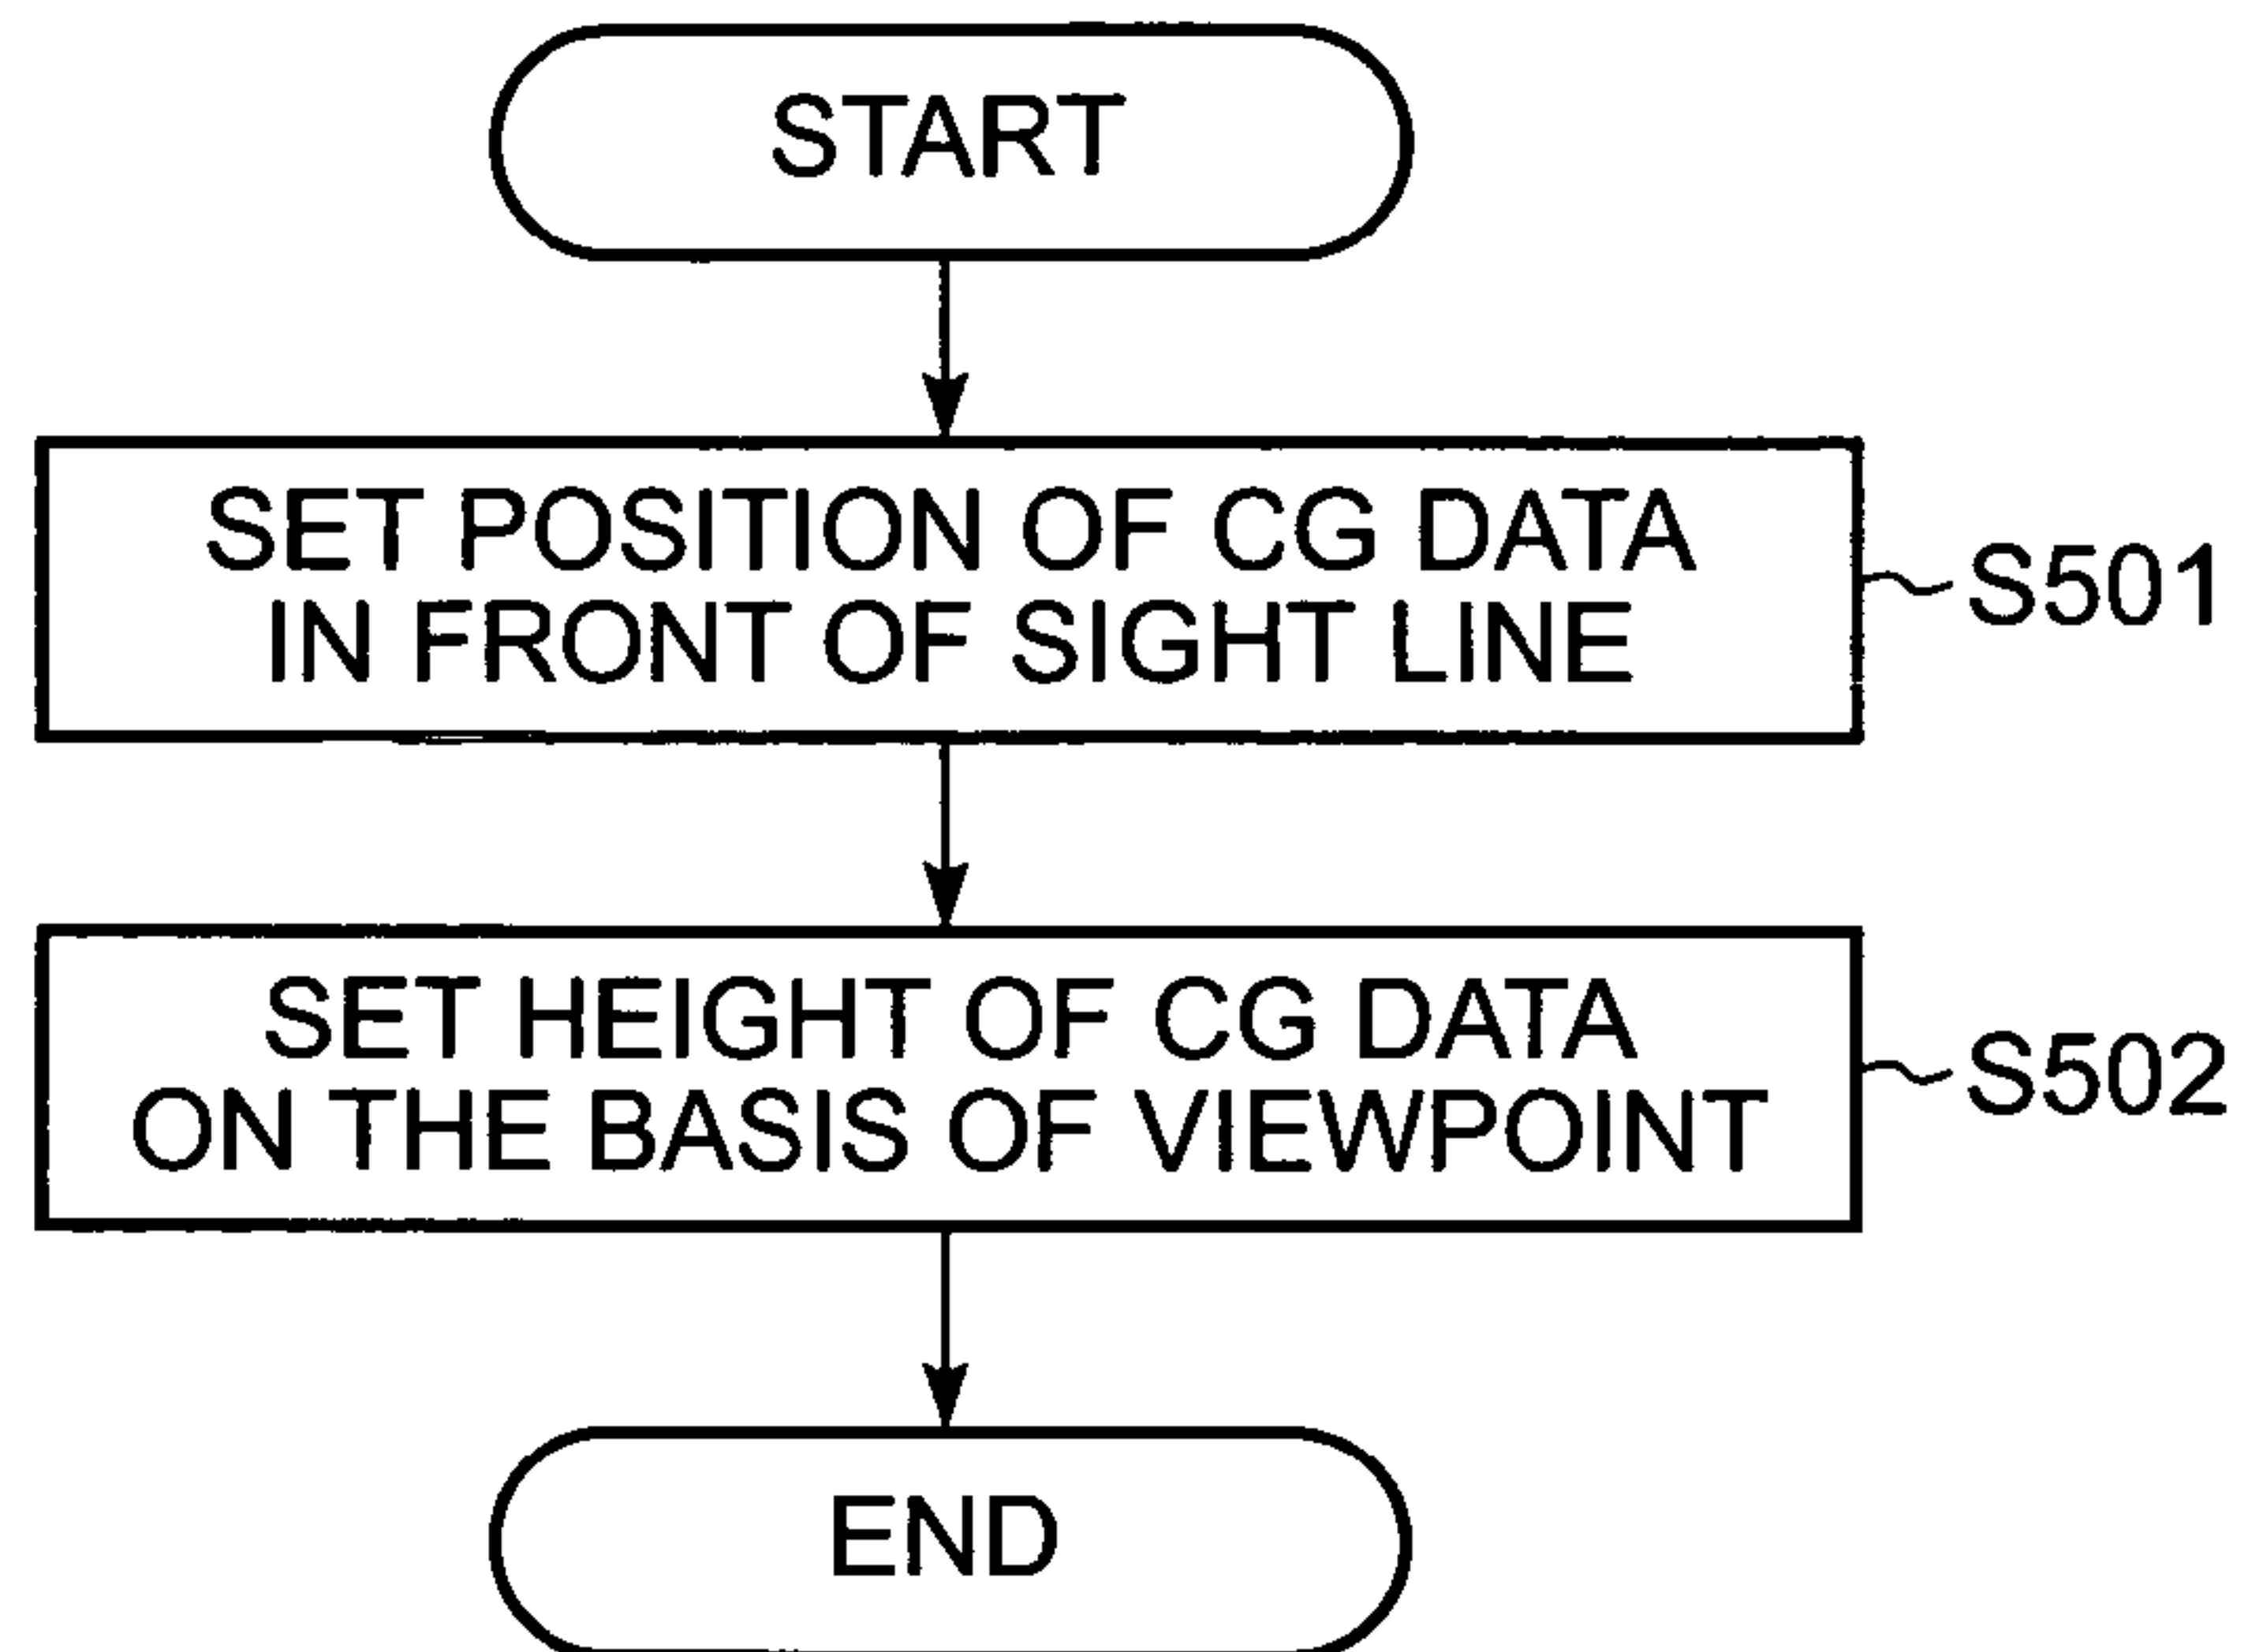 START
SET POSITION OF CG DATA
IN FRONT OF SIGHT LINE
S501
SET HEIGHT OF CG DATA
ON THE BASIS OF VIEWPOINT
S502
END